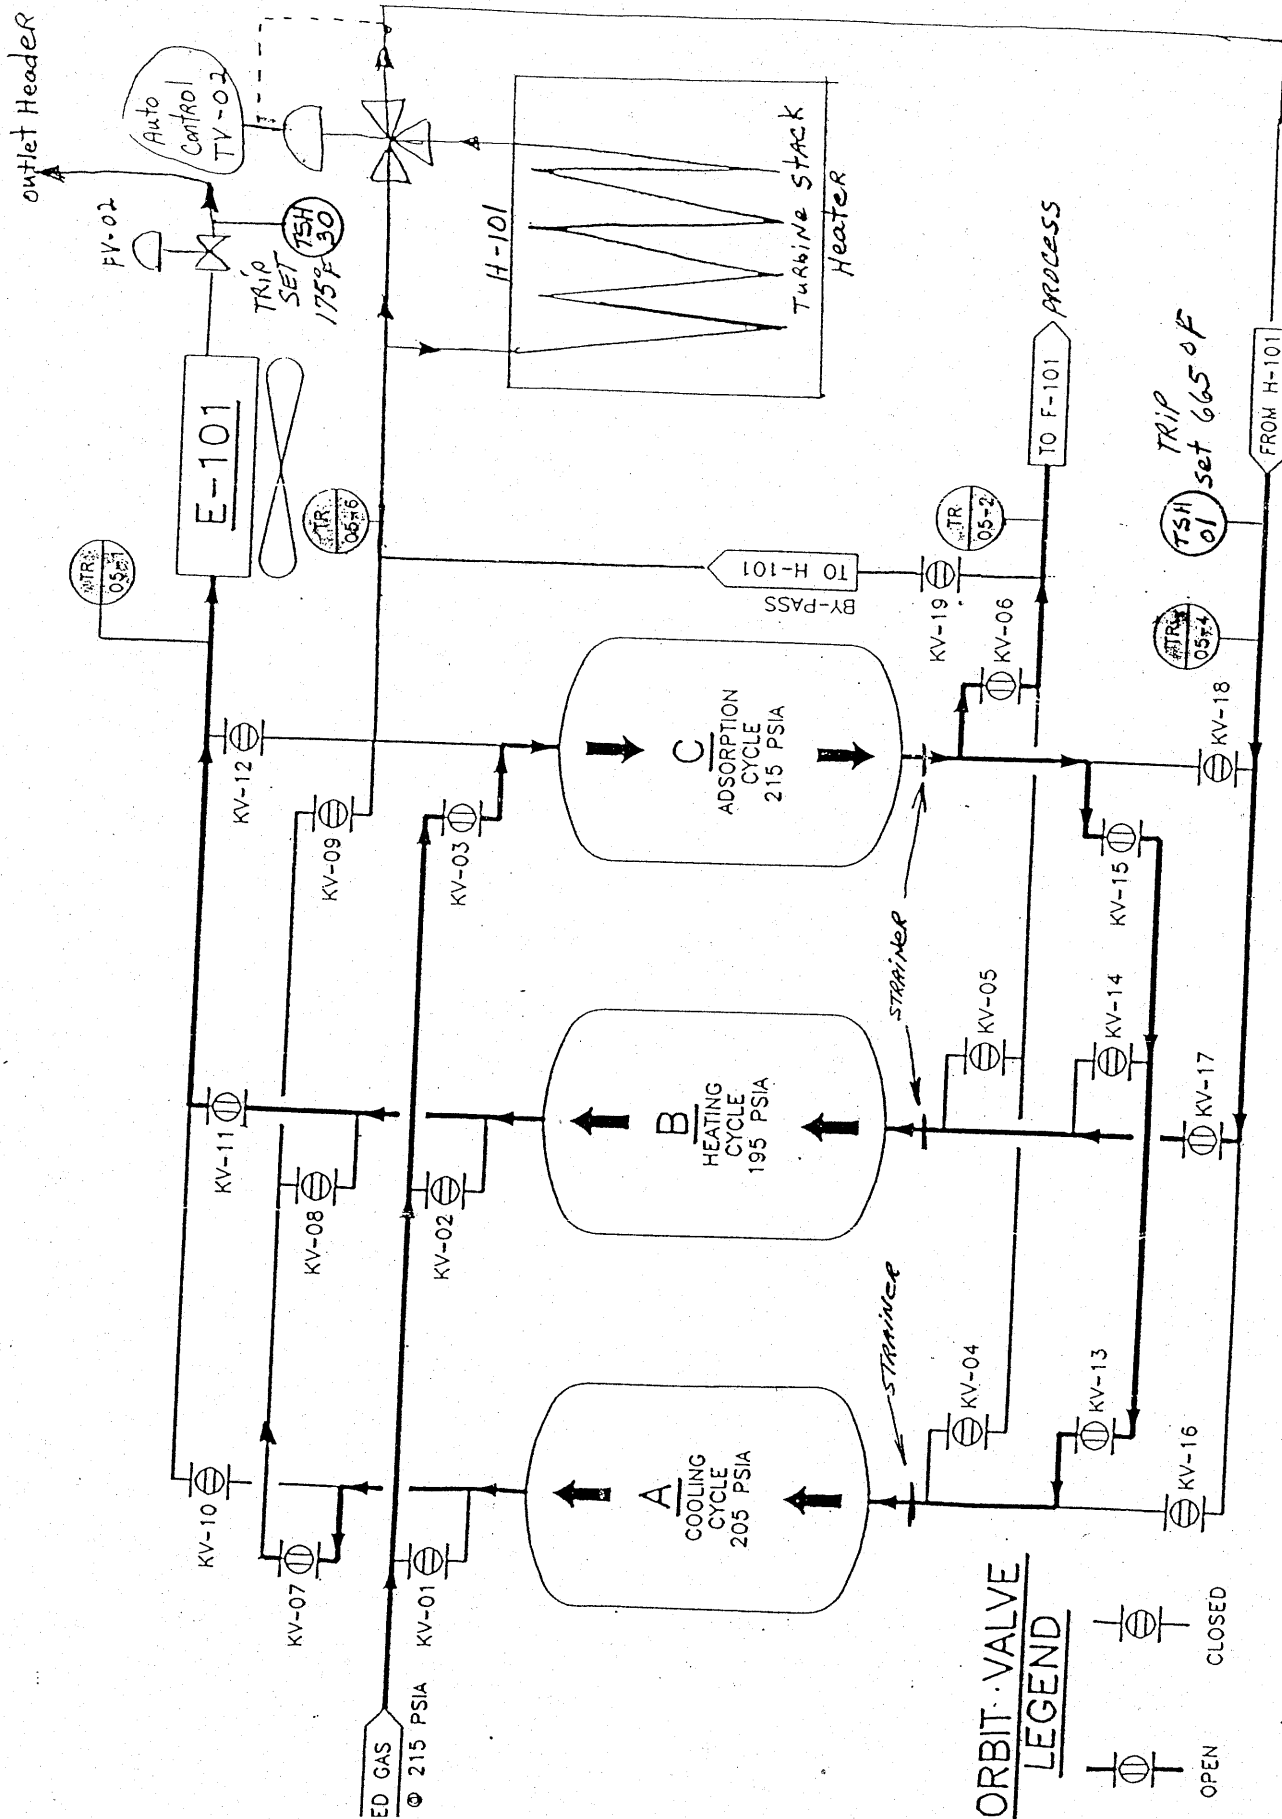 outlet Header
Auto
Control
TV-02
FV-02
TRIP
SET
175°F
TSH
30
E-101
H-101
Turbine Stack
Heater
TR
05-6
TR
05-2
TO F-101
PROCESS
TO H-101
BY-PASS
KV-19
KV-06
TSH
01
TRIP
set 665°F
FROM H-101
TR
05-4
KV-12
KV-09
KV-03
C
ADSORPTION
CYCLE
215 PSIA
KV-18
KV-15
STRAINER
KV-11
KV-08
KV-02
B
HEATING
CYCLE
195 PSIA
KV-05
KV-14
KV-17
STRAINER
KV-10
KV-07
KV-01
A
COOLING
CYCLE
205 PSIA
KV-04
KV-13
KV-16
ED GAS
@ 215 PSIA
ORBIT VALVE
LEGEND
OPEN
CLOSED